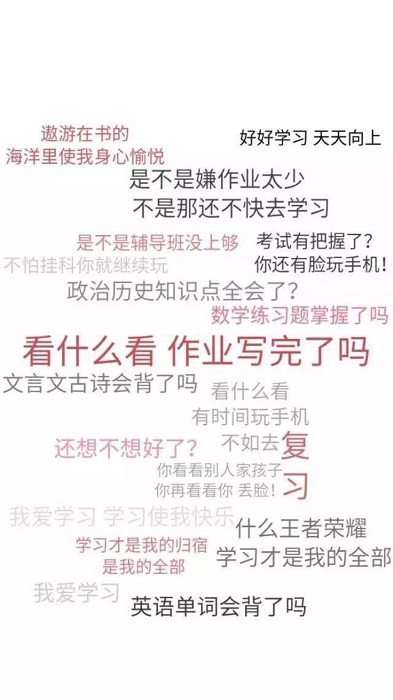 遨游在书的
海洋里使我身心愉悦
好好学习 天天向上
是不是嫌作业太少
不是那还不快去学习
是不是辅导班没上够
考试有把握了？
不怕挂科你就继续玩
你还有脸玩手机！
政治历史知识点全会了？
数学练习题掌握了吗
看什么看 作业写完了吗
文言文古诗会背了吗
看什么看
有时间玩手机
还想不想好了？
不如去复习
你看看别人家孩子
你再看看你 丢脸！
我爱学习 学习使我快乐
什么王者荣耀
学习才是我的归宿
是我的全部
学习才是我的全部
我爱学习
英语单词会背了吗